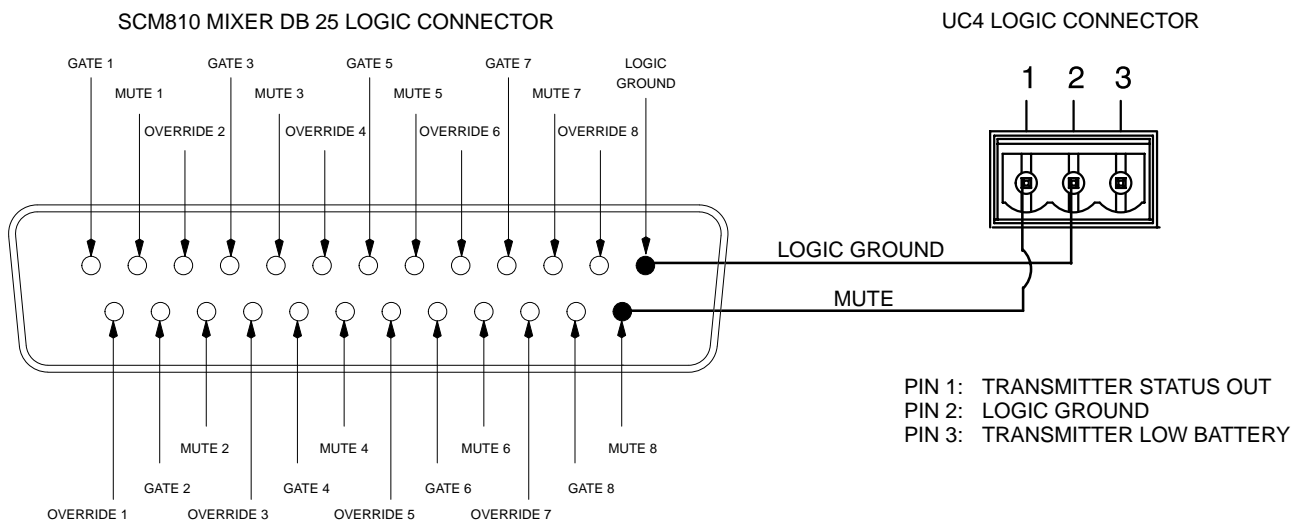 SCM810 MIXER DB 25 LOGIC CONNECTOR
UC4 LOGIC CONNECTOR
GATE 1
GATE 3
GATE 5
GATE 7
LOGIC
GROUND
MUTE 1
MUTE 3
MUTE 5
MUTE 7
OVERRIDE 2
OVERRIDE 4
OVERRIDE 6
OVERRIDE 8
1 2 3
LOGIC GROUND
MUTE
PIN 1: TRANSMITTER STATUS OUT
PIN 2: LOGIC GROUND
PIN 3: TRANSMITTER LOW BATTERY
MUTE 2
MUTE 4
MUTE 6
MUTE 8
GATE 2
GATE 4
GATE 6
GATE 8
OVERRIDE 1
OVERRIDE 3
OVERRIDE 5
OVERRIDE 7